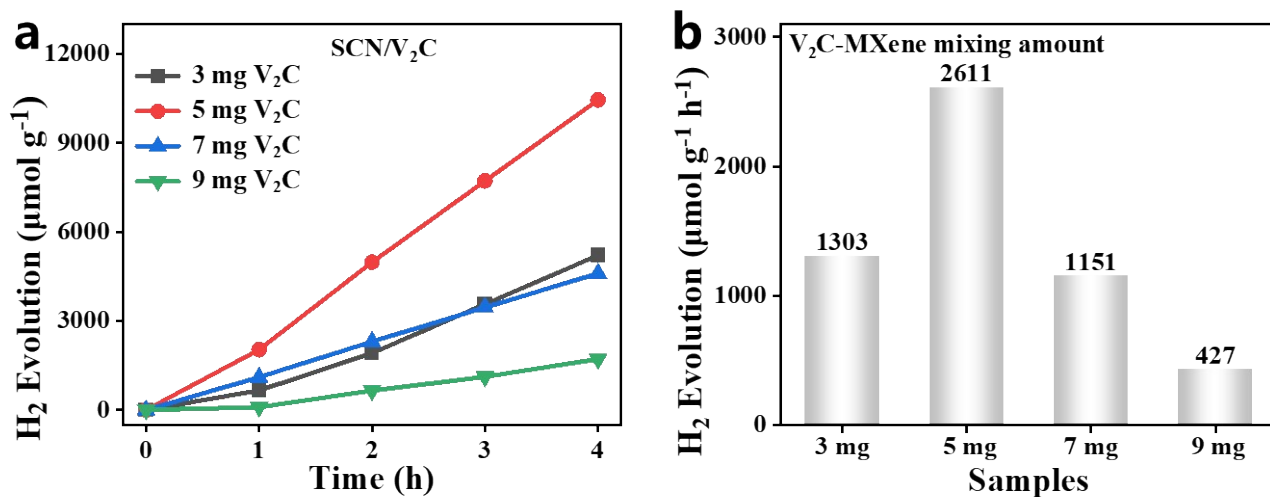 a
SCN/V₂C
3 mg V₂C
5 mg V₂C
7 mg V₂C
9 mg V₂C
12000
9000
6000
3000
0
H₂ Evolution (μmol g⁻¹)
0 1 2 3 4
Time (h)
b
V₂C-MXene mixing amount
3000
2000
1000
0
H₂ Evolution (μmol g⁻¹ h⁻¹)
1303
2611
1151
427
3 mg 5 mg 7 mg 9 mg
Samples